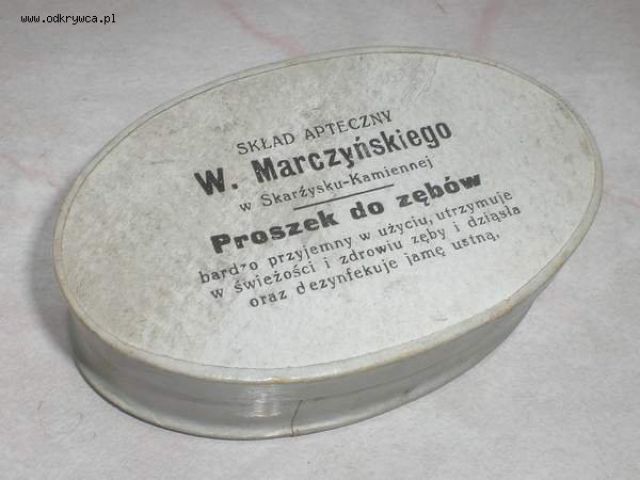 www.odkrywca.pl
SKŁAD APTECZNY
W. Marczyńskiego
w Skarżysku-Kamiennej
Proszek do zębów
bardzo przyjemny w użyciu, utrzymuje
w świeżości i zdrowiu zęby i dziąsła
oraz dezynfekuje jamę ustną.